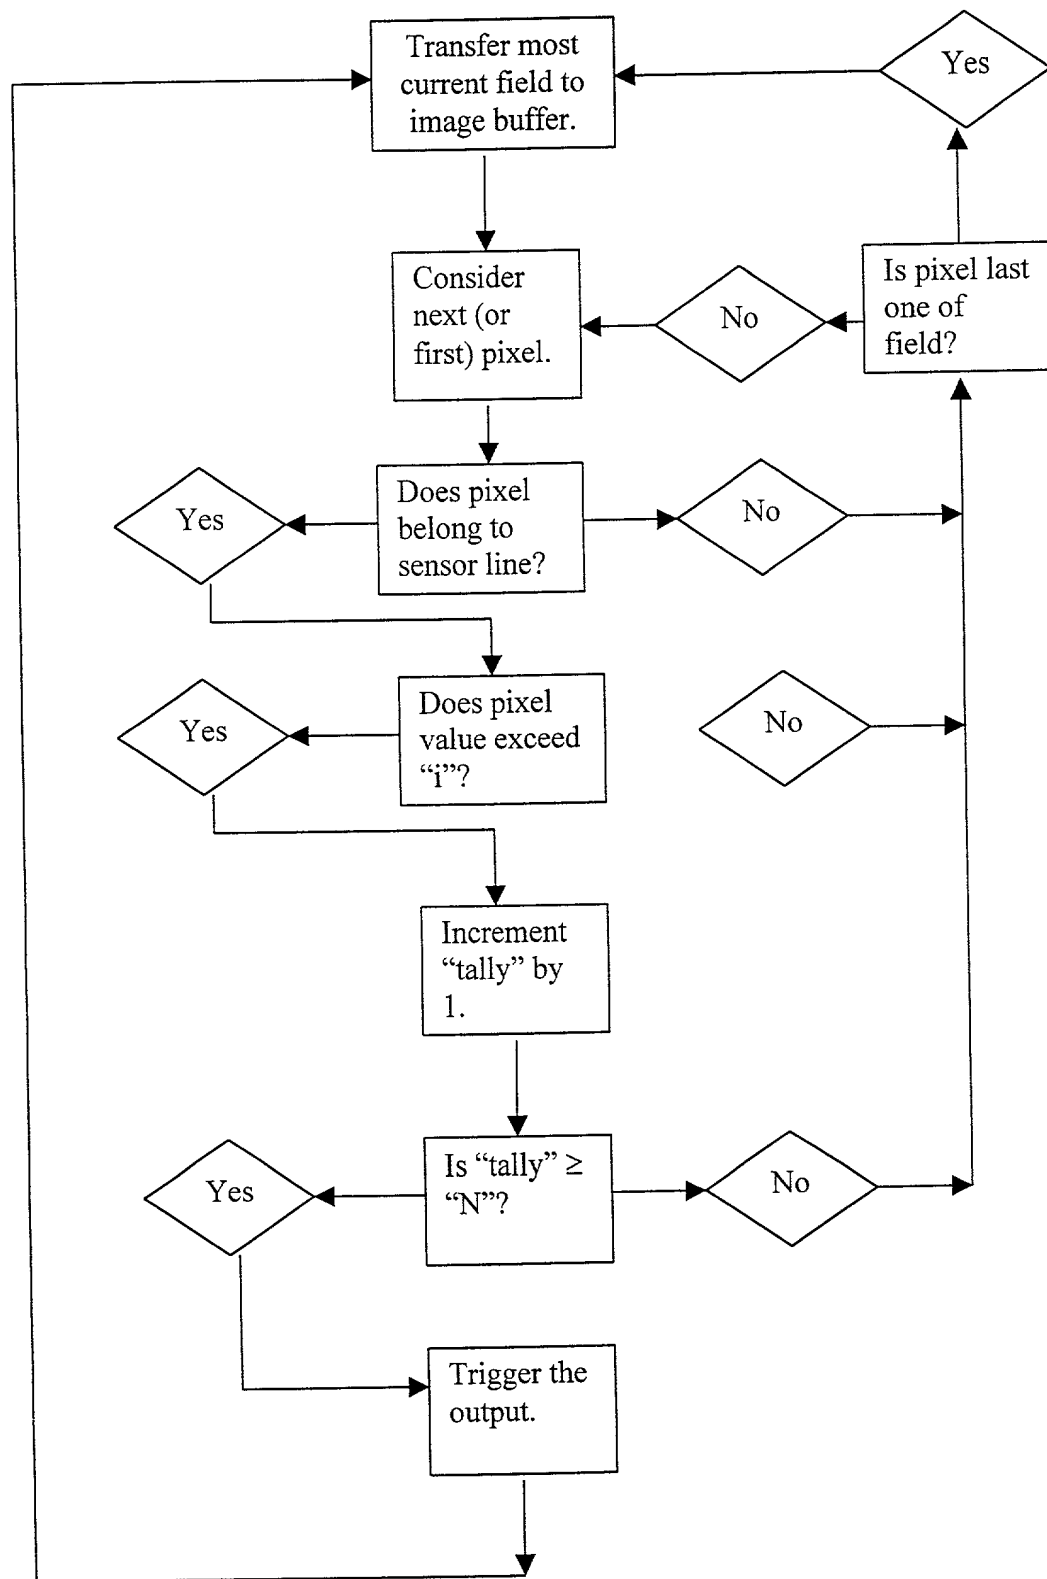 Transfer most
current field to
image buffer.
Yes
Consider
next (or
first) pixel.
No
Is pixel last
one of
field?
Yes
Does pixel
belong to
sensor line?
No
Yes
Does pixel
value exceed
“i”?
No
Increment
“tally” by
1.
Yes
Is “tally” ≥
“N”?
No
Trigger the
output.